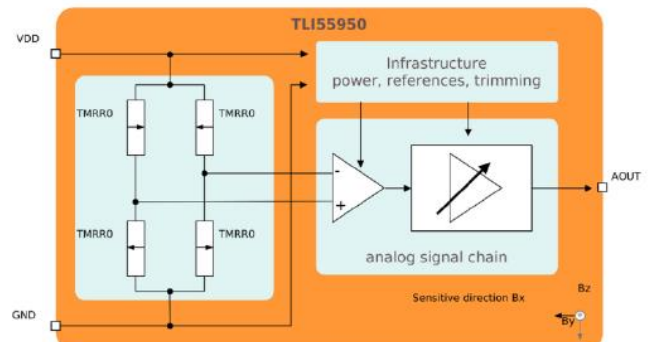 TLI55950
VDD
Infrastructure
power, references, trimming
TMRR0
TMRR0
AOUT
-
+
TMRR0
TMRR0
analog signal chain
Bz
Sensitive direction Bx
GND
By